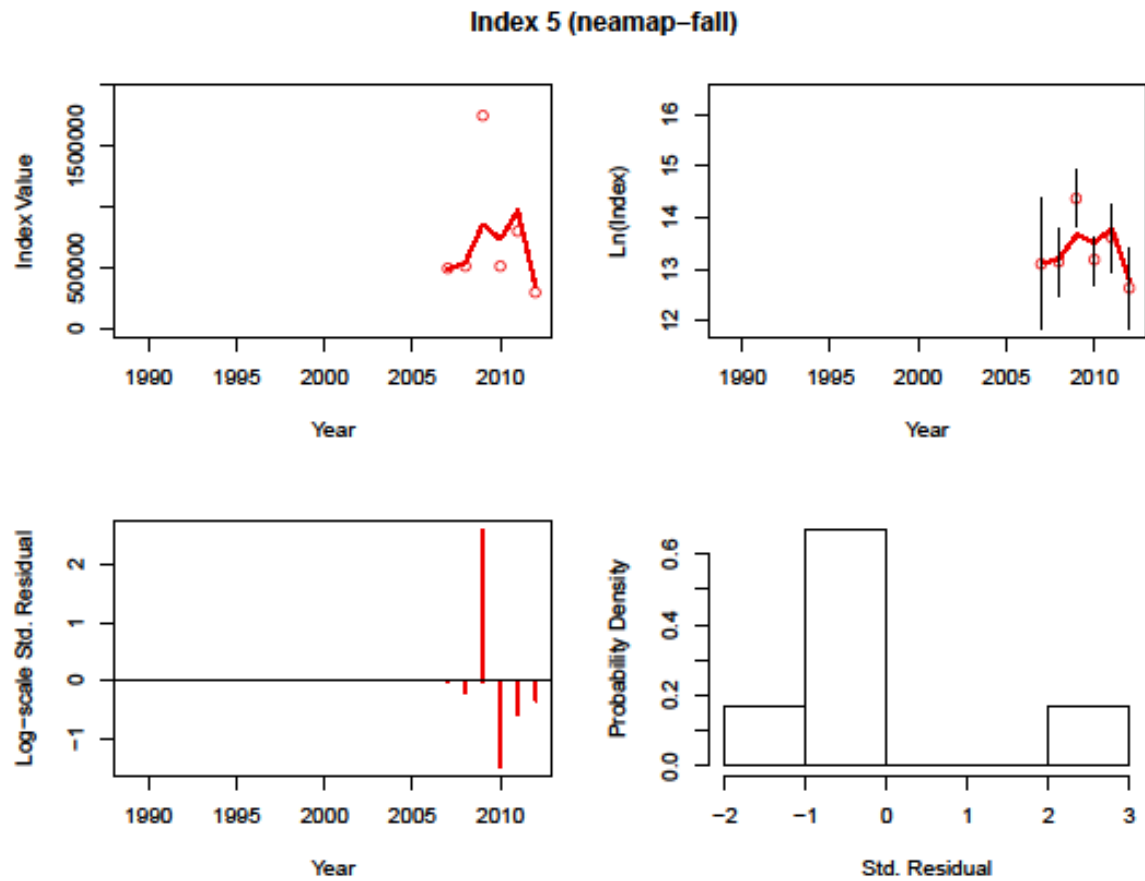 Index 5 (neamap−fall)
Index Value
0 500000 1500000
1990 1995 2000 2005 2010
Year
Ln(Index)
12 13 14 15 16
1990 1995 2000 2005 2010
Year
Log−scale Std. Residual
−1 0 1 2
1990 1995 2000 2005 2010
Year
Probability Density
0.0 0.2 0.4 0.6
−2 −1 0 1 2 3
Std. Residual